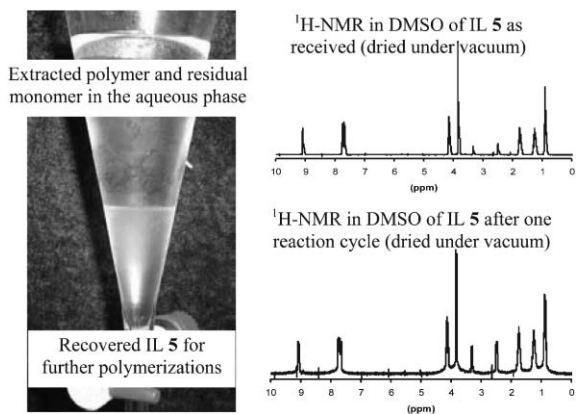 Extracted polymer and residual
monomer in the aqueous phase
Recovered IL 5 for
further polymerizations
¹H-NMR in DMSO of IL 5 as
received (dried under vacuum)
10 9 8 7 6 5 4 3 2 1 0
(ppm)
¹H-NMR in DMSO of IL 5 after one
reaction cycle (dried under vacuum)
10 9 8 7 6 5 4 3 2 1 0
(ppm)